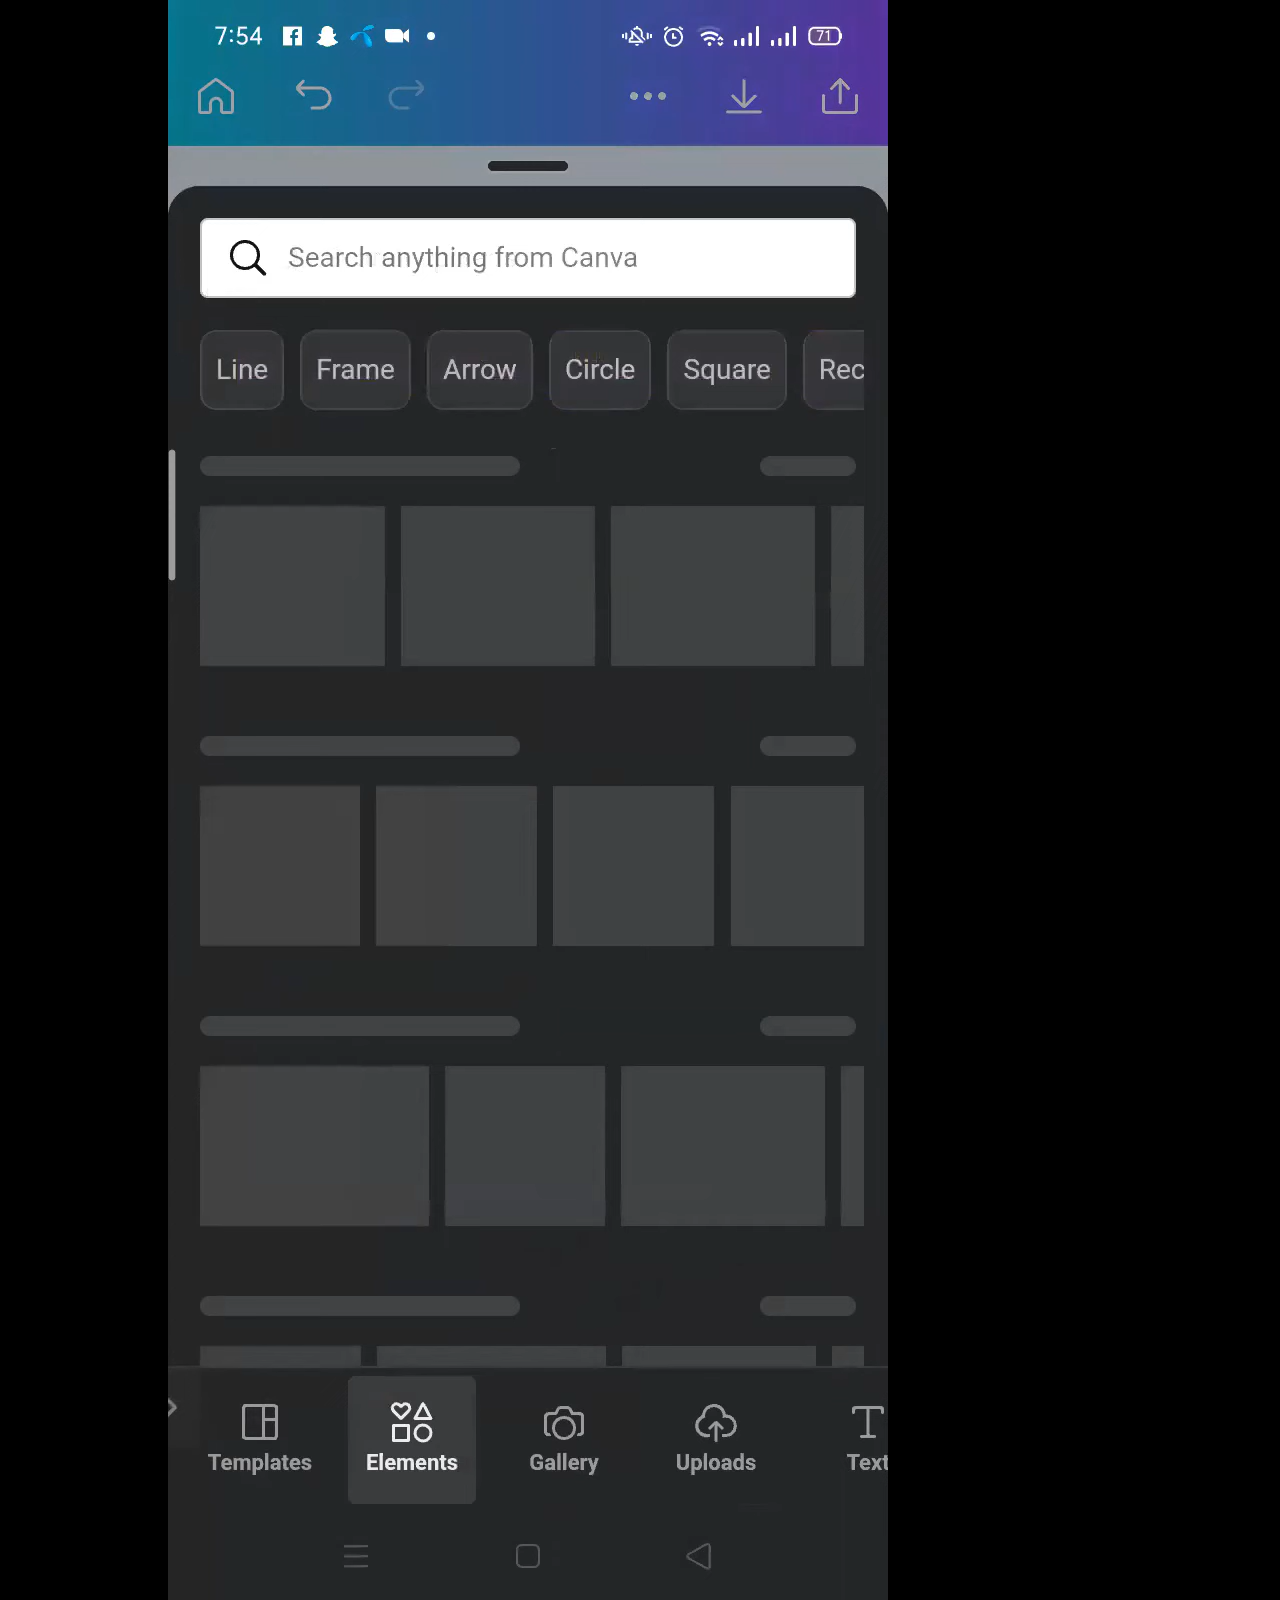 7:54
71
Search anything from Canva
Line Frame Arrow Circle Square Rec
Templates Elements Gallery Uploads Text